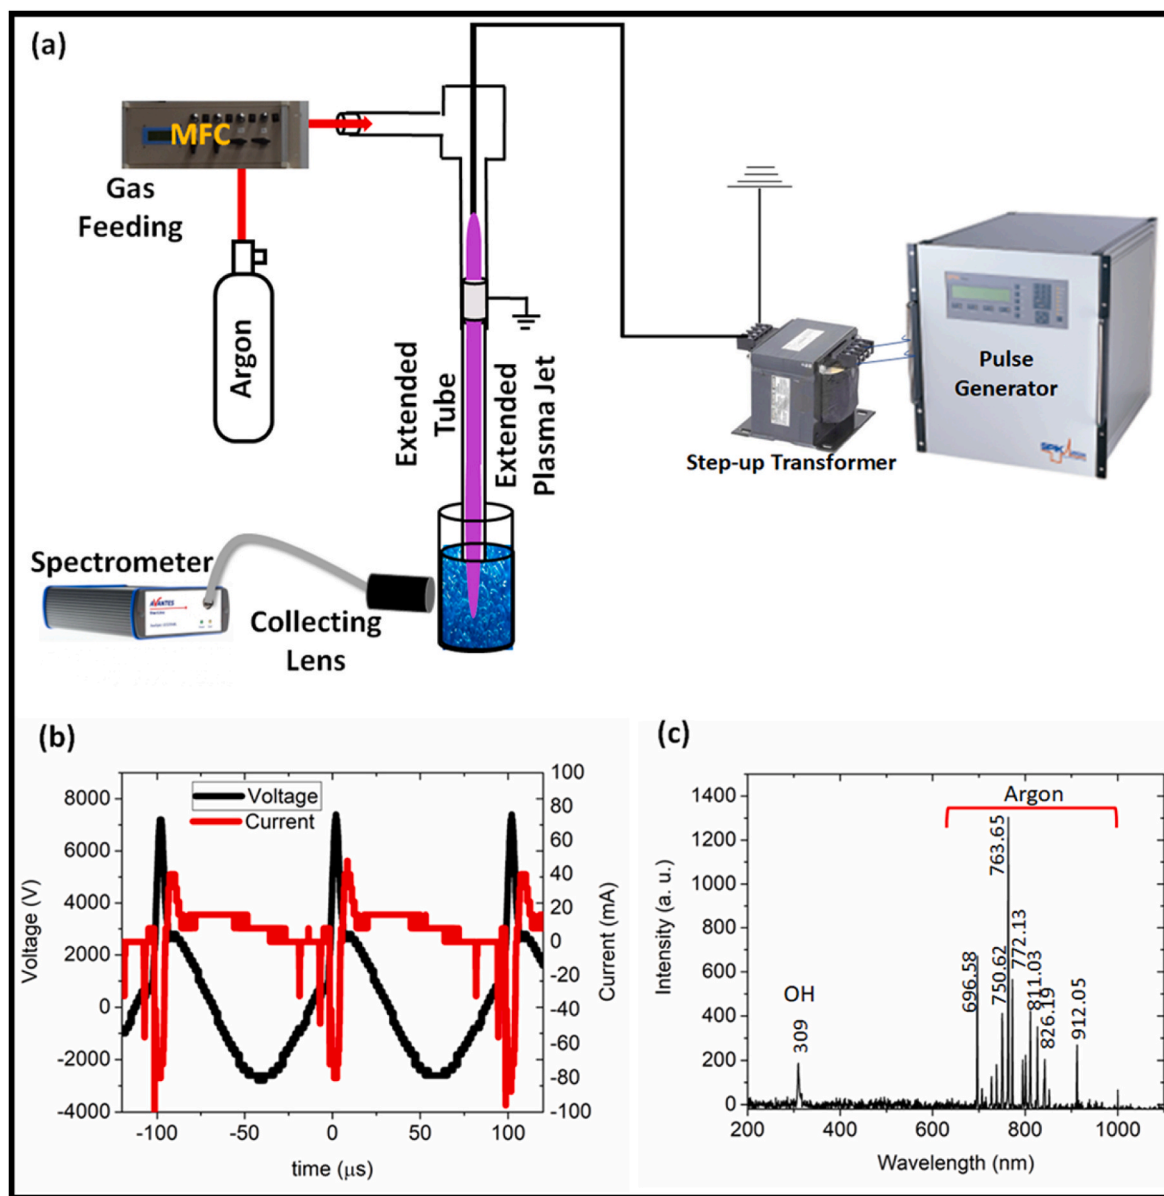 (a)
MFC
Gas
Feeding
Argon
Extended
Tube
Extended
Plasma Jet
Pulse
Generator
Step-up Transformer
Spectrometer
AVANTES
Collecting
Lens
(b)
Voltage
Current
8000
6000
4000
2000
0
-2000
-4000
Voltage (V)
100
80
60
40
20
0
-20
-40
-60
-80
-100
Current (mA)
-100
-50
0
50
100
time (μs)
(c)
Argon
1400
1200
1000
800
600
400
200
0
Intensity (a. u.)
OH
309
696.58
750.62
763.65
772.13
811.03
826.19
912.05
200
400
600
800
1000
Wavelength (nm)